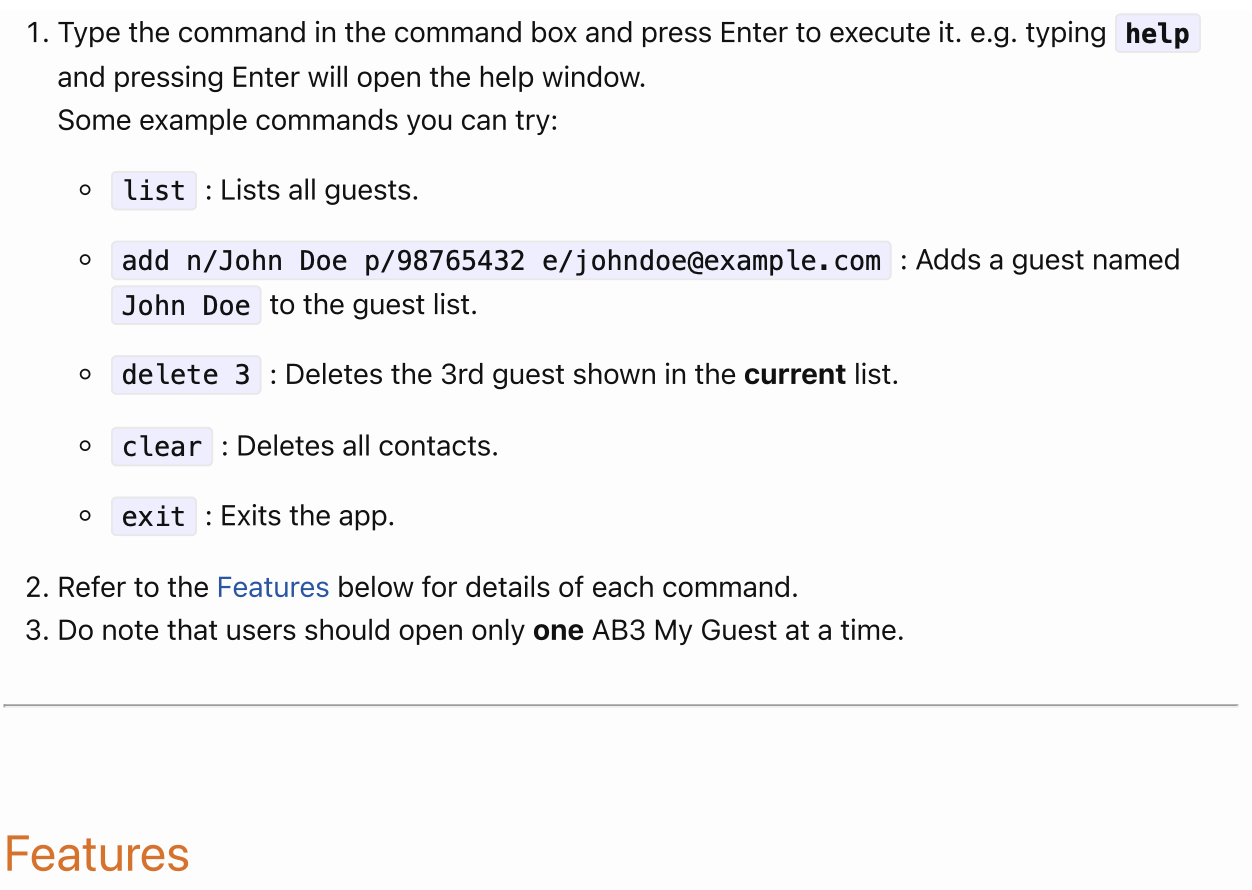 1. Type the command in the command box and press Enter to execute it. e.g. typing help
and pressing Enter will open the help window.
Some example commands you can try:
list : Lists all guests.
add n/John Doe p/98765432 e/johndoe@example.com : Adds a guest named
John Doe to the guest list.
delete 3 : Deletes the 3rd guest shown in the current list.
clear : Deletes all contacts.
exit : Exits the app.
2. Refer to the Features below for details of each command.
3. Do note that users should open only one AB3 My Guest at a time.
Features